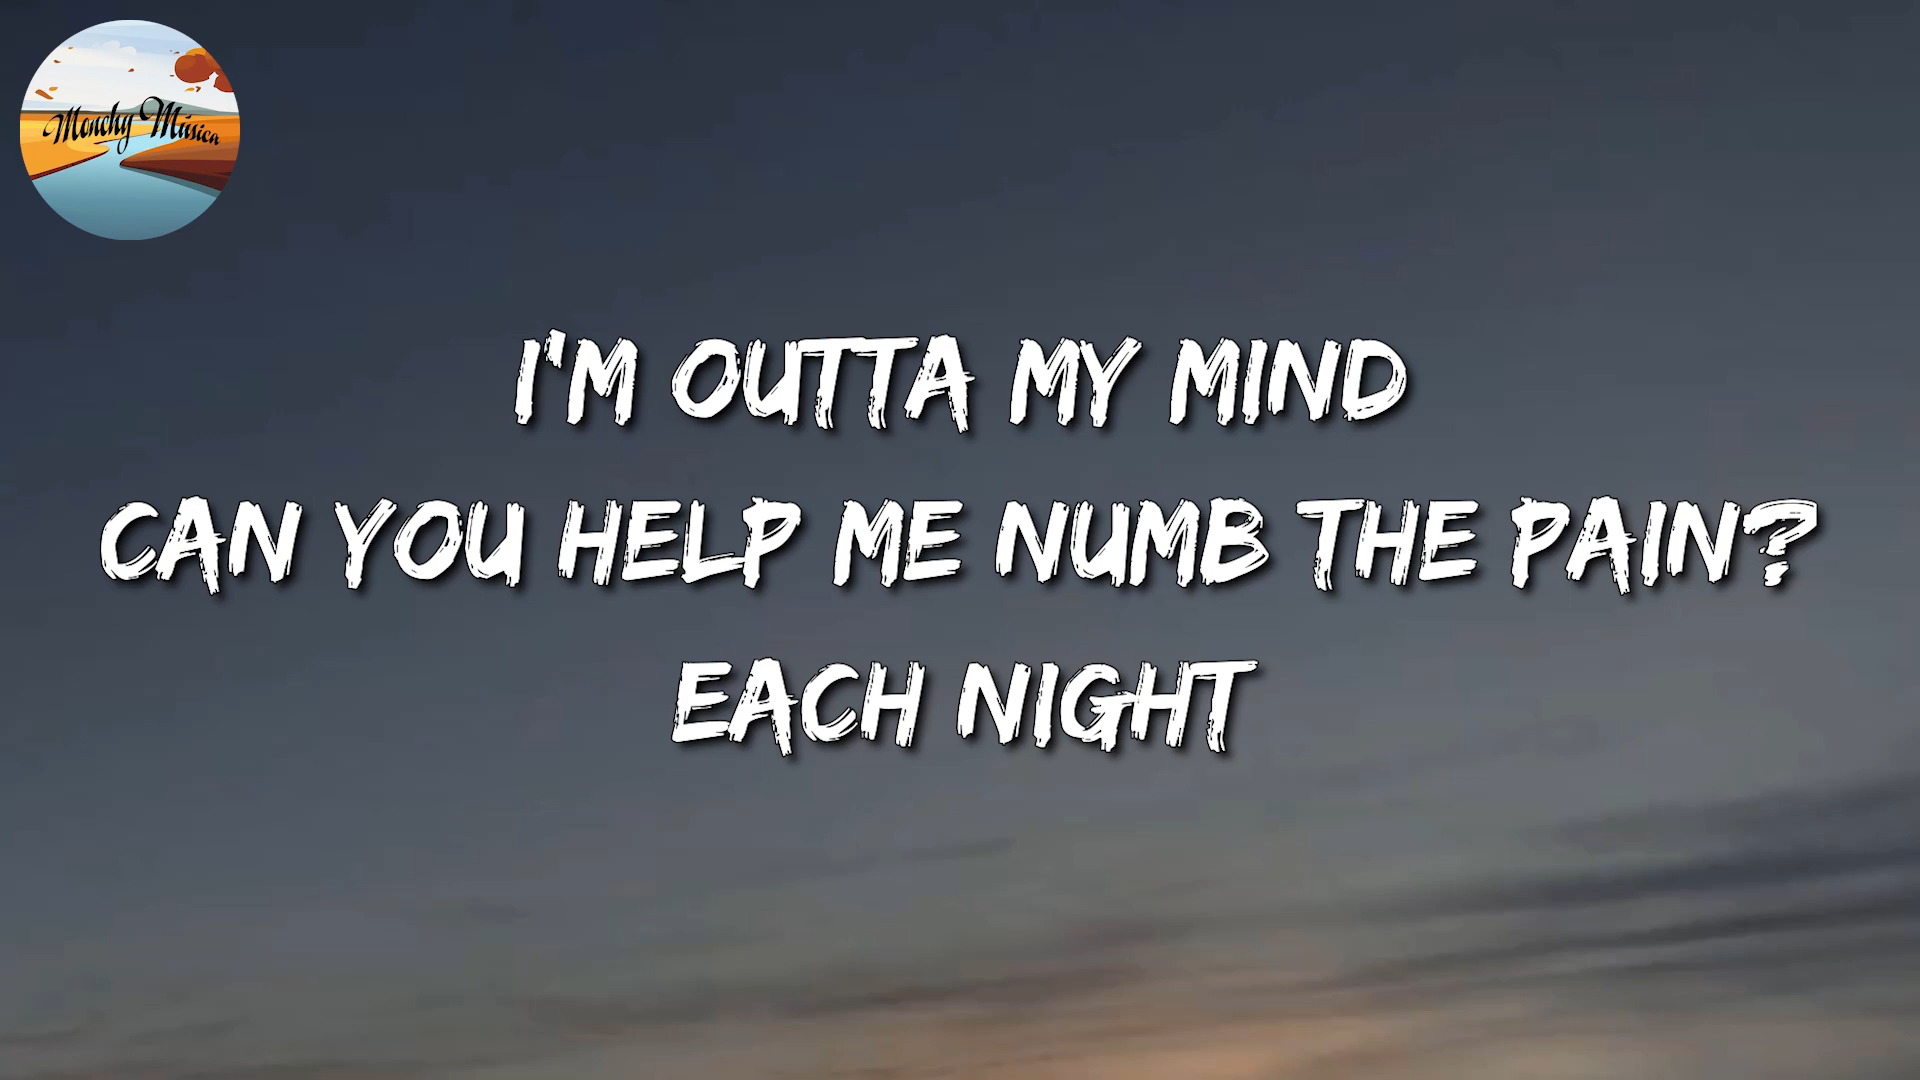 Monchy Música
I'M OUTTA MY MIND
CAN YOU HELP ME NUMB THE PAIN?
EACH NIGHT